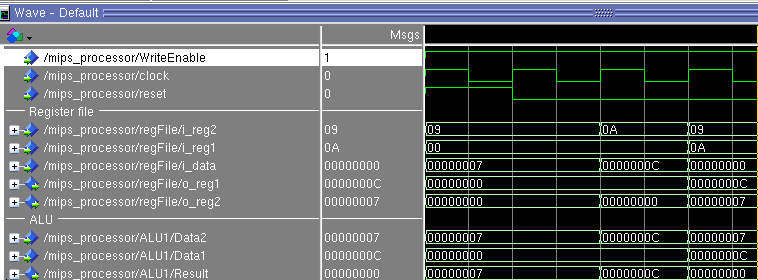 Wave - Default
Msgs
/mips_processor/WriteEnable 1
/mips_processor/clock 0
/mips_processor/reset 0
Register file
/mips_processor/regFile/i_reg2 09 09 0A 09
/mips_processor/regFile/i_reg1 0A 00 0A
/mips_processor/regFile/i_data 00000000 00000007 0000000C 00000000
/mips_processor/regFile/o_reg1 0000000C 00000000 0000000C
/mips_processor/regFile/o_reg2 00000007 00000000 00000000 00000007
ALU
/mips_processor/ALU1/Data2 00000007 00000007 0000000C 00000007
/mips_processor/ALU1/Data1 0000000C 00000000 0000000C
/mips_processor/ALU1/Result 00000000 00000007 0000000C 00000000